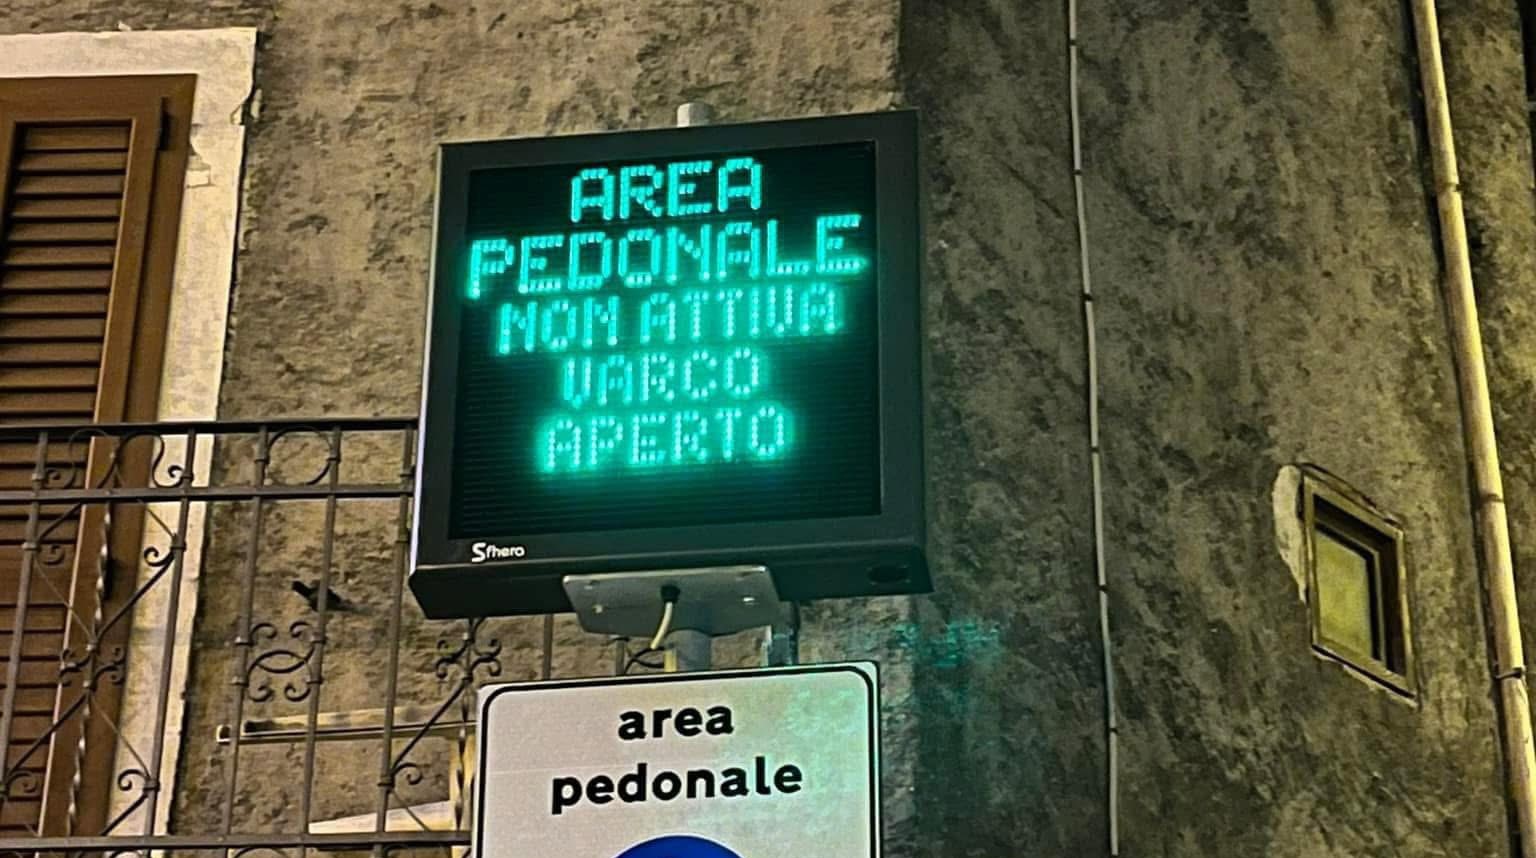 AREA
PEDONALE
NON ATTIVA
VARCO
APERTO
Sfhera
area
pedonale